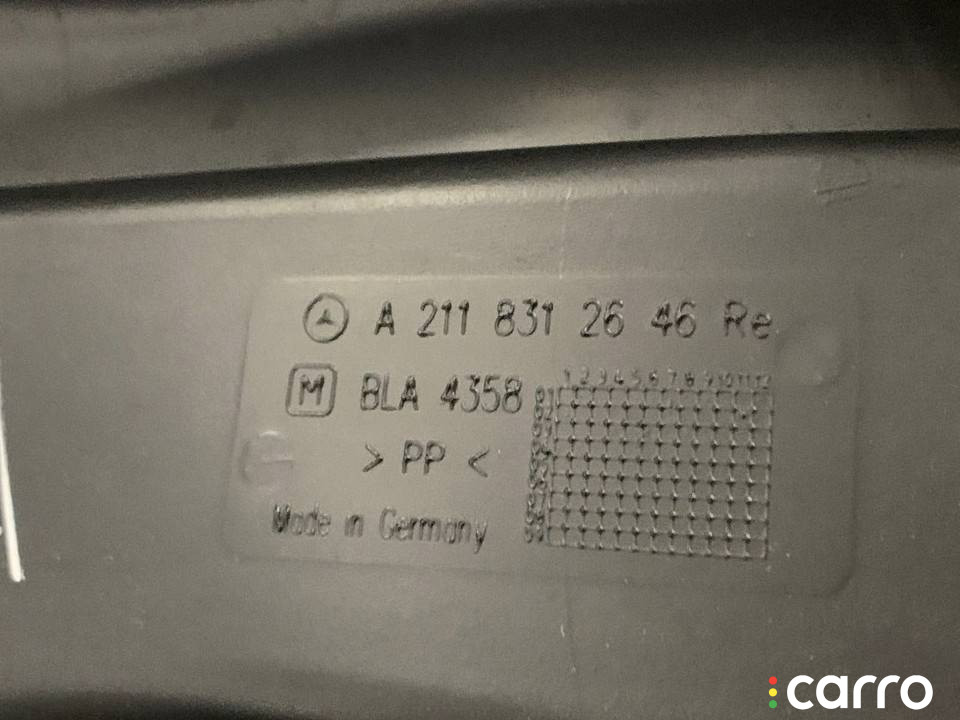 A 211 831 26 46 Re
M BLA 4358
1 2 3 4 5 6 7 8 9 10 11 12
> PP <
Made in Germany
carro